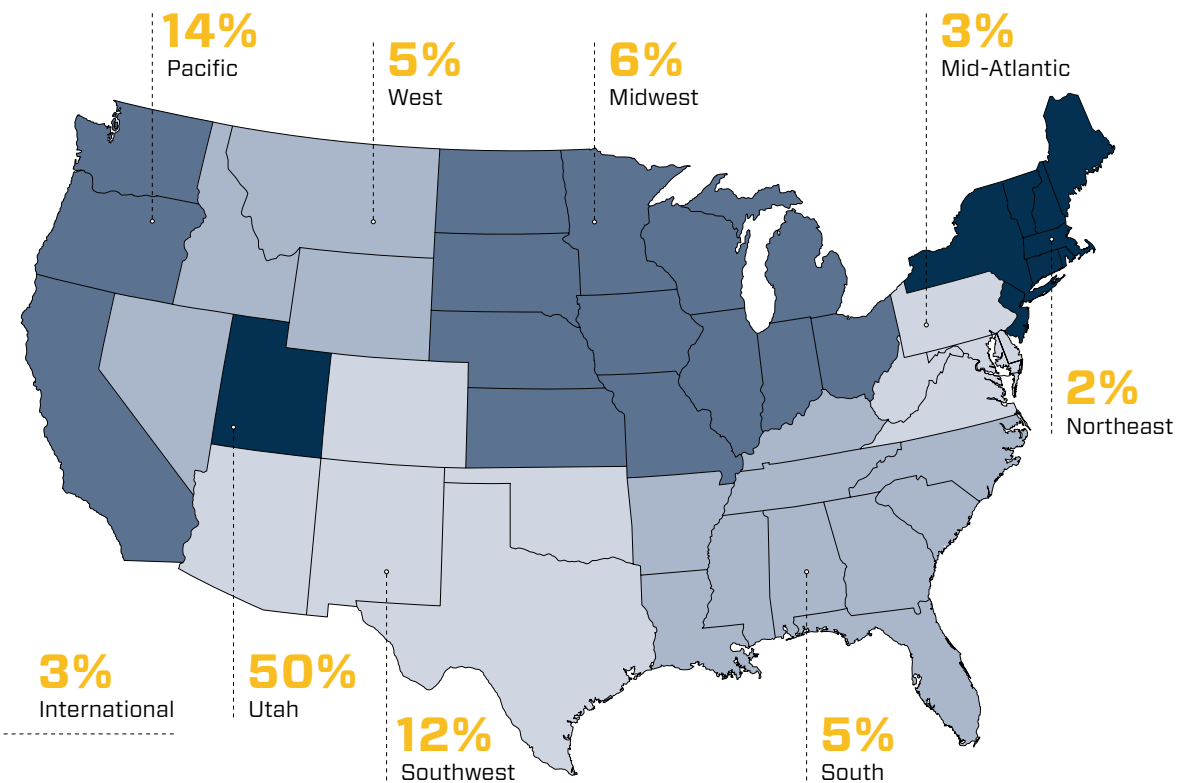 14%
Pacific
5%
West
6%
Midwest
3%
Mid-Atlantic
2%
Northeast
3%
International
50%
Utah
12%
Southwest
5%
South